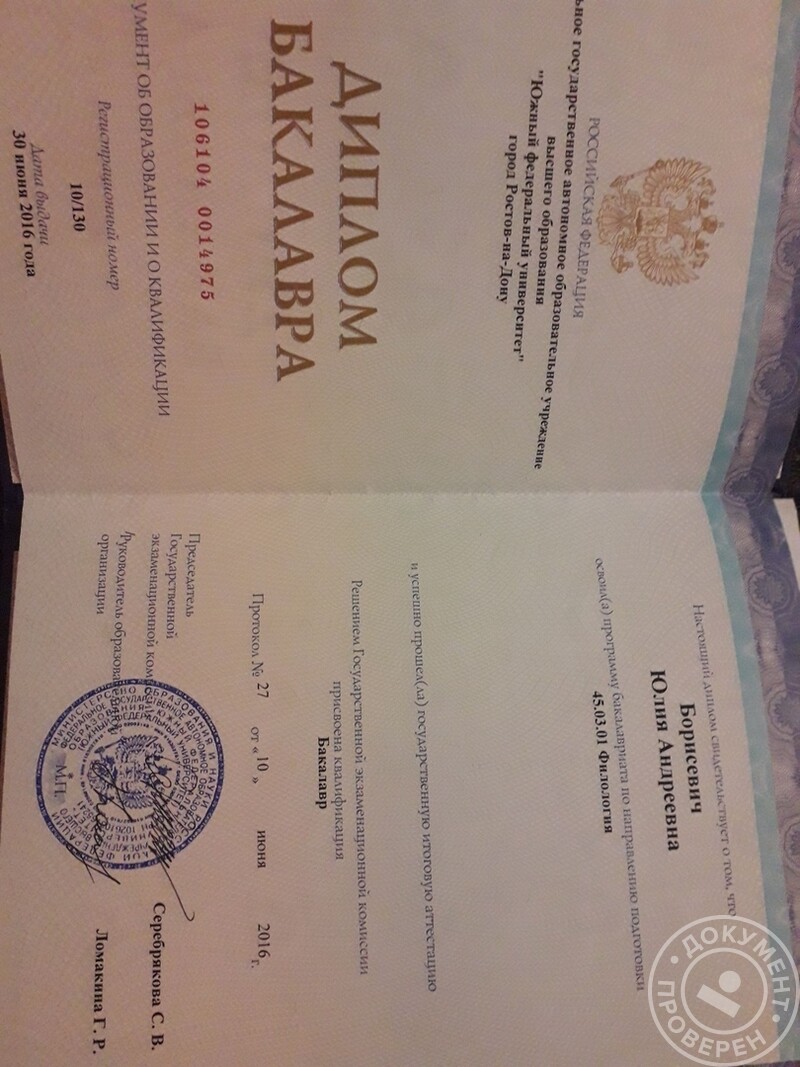 РОССИЙСКАЯ ФЕДЕРАЦИЯ
государственное автономное образовательное учреждение
высшего образования
"Южный федеральный университет"
город Ростов-на-Дону
ДИПЛОМ
БАКАЛАВРА
106104 0014975
ОБ ОБРАЗОВАНИИ И О КВАЛИФИКАЦИИ
Регистрационный номер
10/130
Дата выдачи
30 июня 2016 года
Настоящий диплом свидетельствует о том, что
Борисевич
Юлия Андреевна
освоил(а) программу бакалавриата по направлению подготовки
45.03.01 Филология
и успешно прошел(ла) государственную итоговую аттестацию
Решением Государственной экзаменационной комиссии
присвоена квалификация
Бакалавр
Протокол № 27 от « 10 » июня 2016 г.
Председатель
Государственной
экзаменационной
Серебрякова С. В.
Руководитель
организации
Ломакина Г. Р.
М.П.
ДОКУМЕНТ
ПРОВЕРЕН